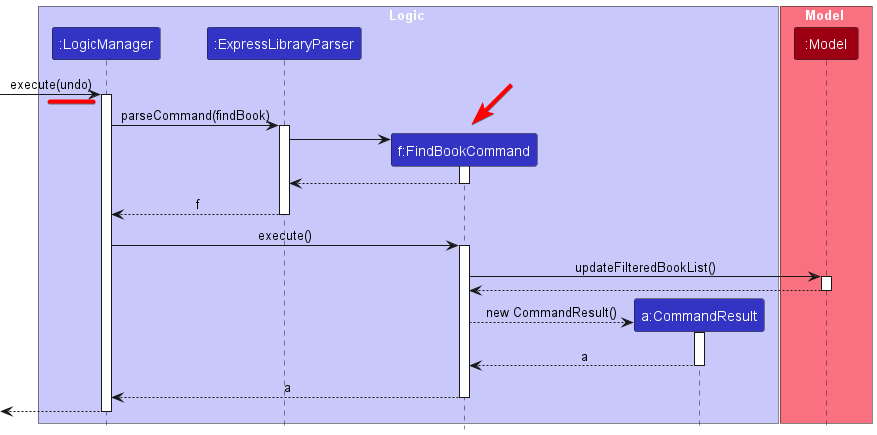 Logic
Model
:LogicManager
:ExpressLibraryParser
:Model
execute(undo)
parseCommand(findBook)
f:FindBookCommand
f
execute()
updateFilteredBookList()
new CommandResult()
a:CommandResult
a
a